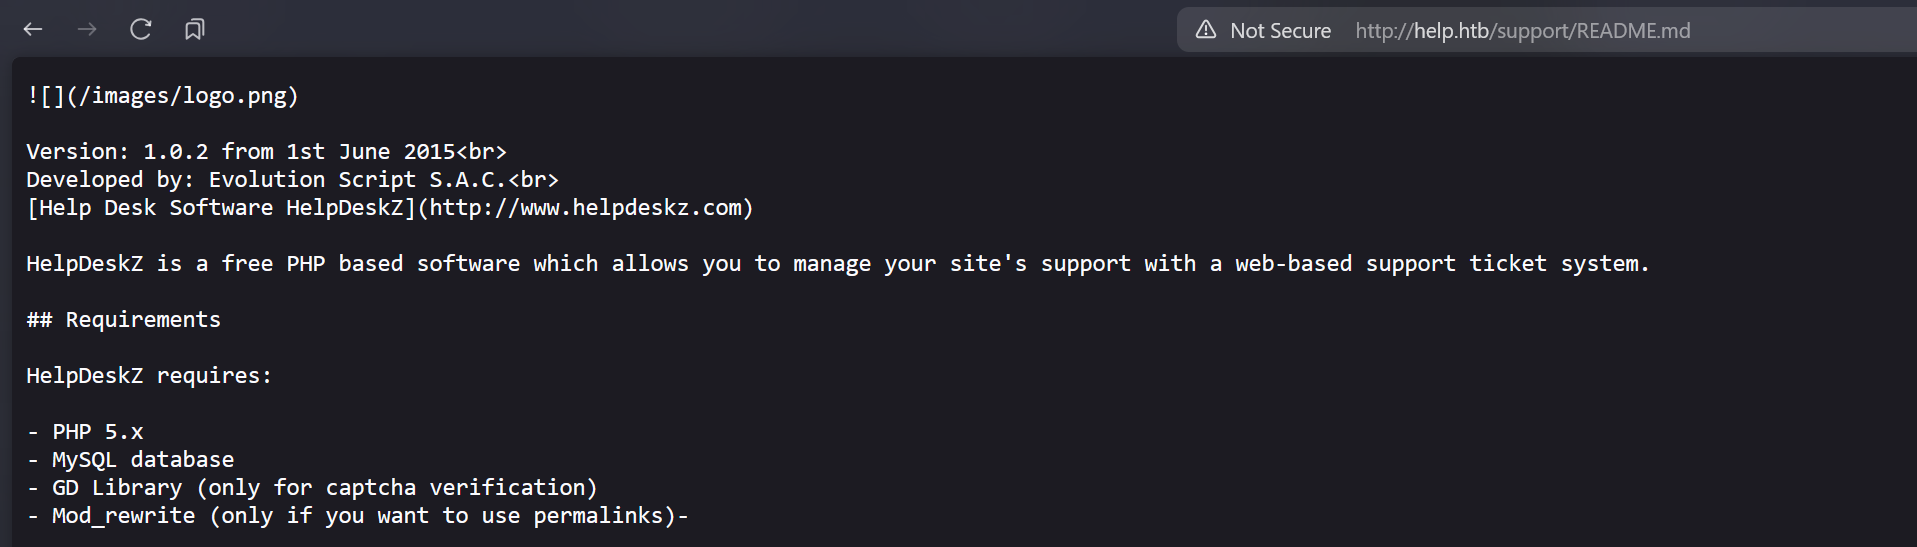 Not Secure http://help.htb/support/README.md
![](/images/logo.png)
Version: 1.0.2 from 1st June 2015<br>
Developed by: Evolution Script S.A.C.<br>
[Help Desk Software HelpDeskZ](http://www.helpdeskz.com)
HelpDeskZ is a free PHP based software which allows you to manage your site's support with a web-based support ticket system.
## Requirements
HelpDeskZ requires:
- PHP 5.x
- MySQL database
- GD Library (only for captcha verification)
- Mod_rewrite (only if you want to use permalinks)-